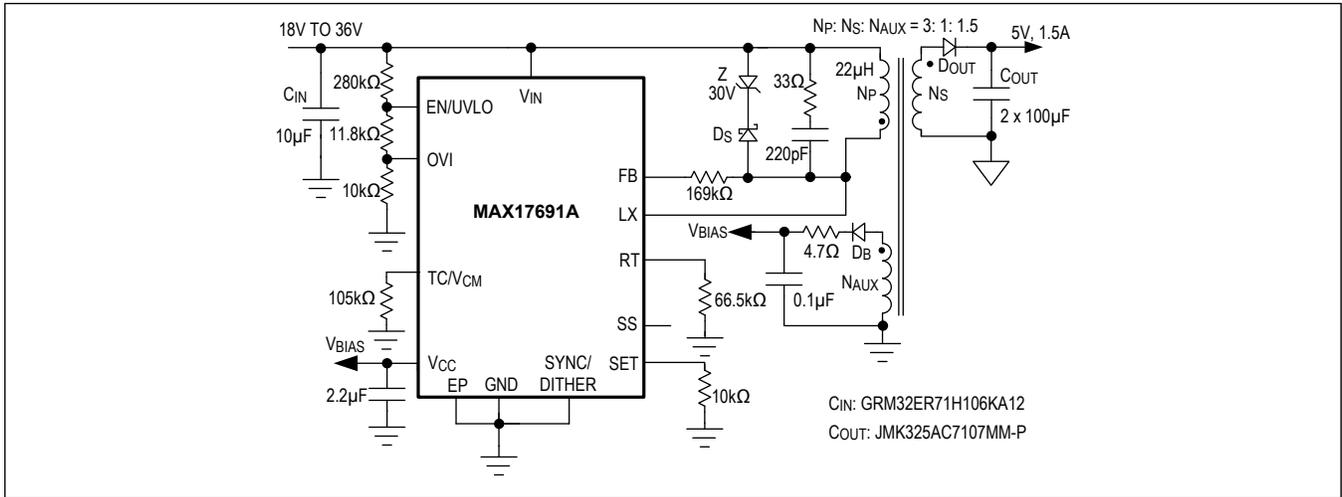 18V TO 36V
NP: NS: NAUX = 3: 1: 1.5
5V, 1.5A
CIN
10µF
280kΩ
11.8kΩ
10kΩ
EN/UVLO
OVI
VIN
Z
30V
DS
33Ω
220pF
22µH
NP
NS
DOUT
COUT
2 x 100µF
FB
169kΩ
LX
MAX17691A
VBIAS
4.7Ω
DB
NAUX
0.1µF
RT
66.5kΩ
TC/VCM
105kΩ
SS
VBIAS
VCC
2.2µF
EP
GND
SYNC/
DITHER
SET
10kΩ
CIN: GRM32ER71H106KA12
COUT: JMK325AC7107MM-P